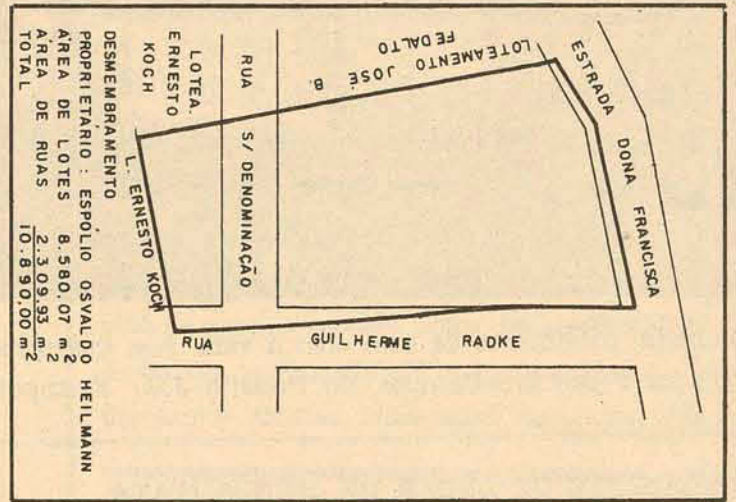 DESMEMBRAMENTO
PROPRIETÁRIO : ESPÓLIO OSVALDO HEILMANN
ÁREA DE LOTES 8.580,07 m²
ÁREA DE RUAS 2.309,93 m²
TOTAL 10.890,00 m²
LOTEA.
ERNESTO
KOCH
L. ERNESTO KOCH
RUA S/ DENOMINAÇÃO
LOTEAMENTO JOSÉ B.
FEDALTO
ESTRADA DONA FRANCISCA
RUA GUILHERME RADKE